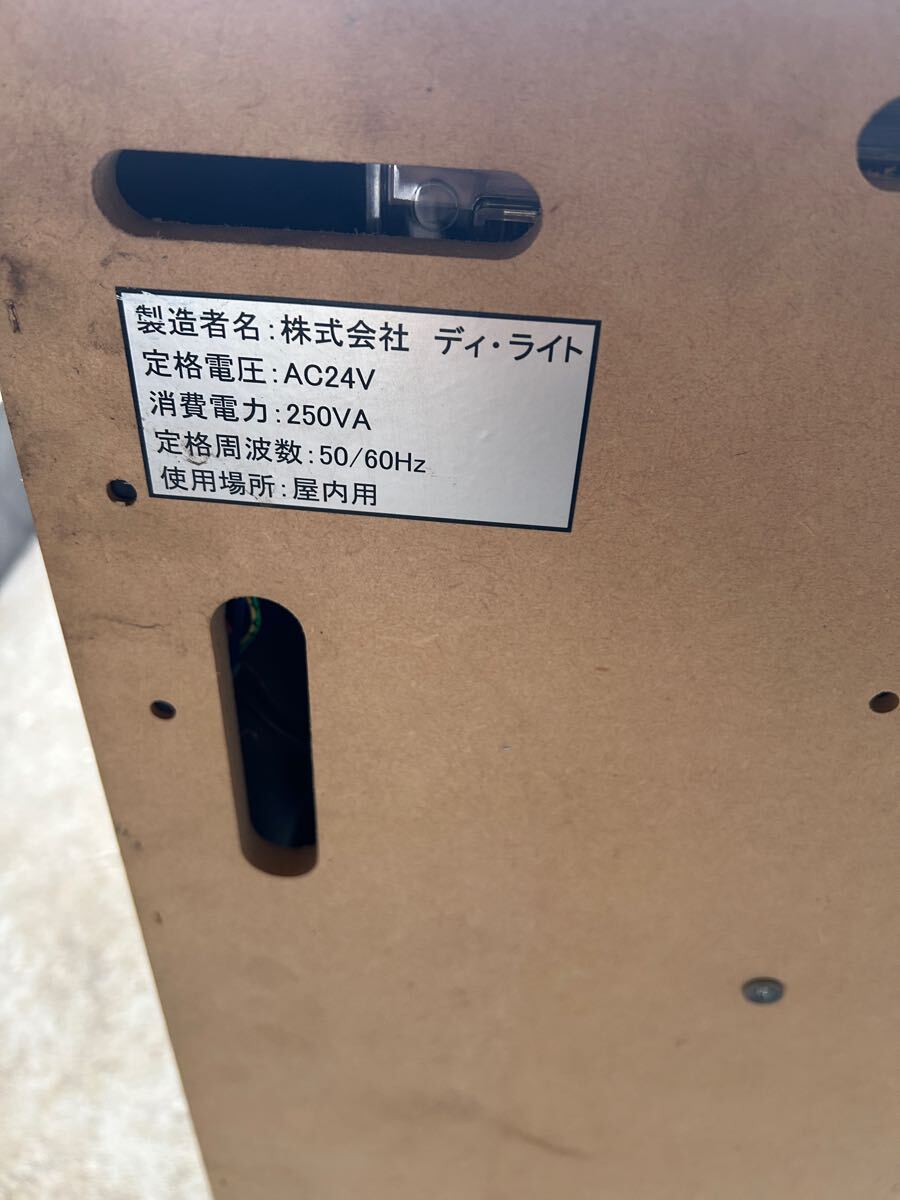 製造者名:株式会社 ディ・ライト
定格電圧:AC24V
消費電力:250VA
定格周波数:50/60Hz
使用場所:屋内用